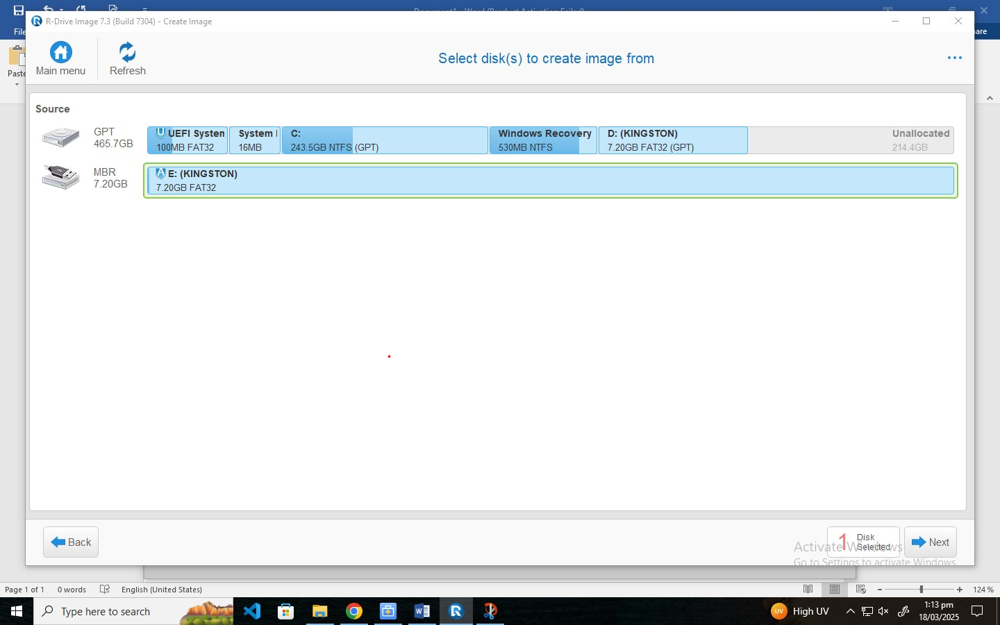 Document1 - Word (Product Activation Failed)
File
R-Drive Image 7.3 (Build 7304) - Create Image
Paste
Main menu
Refresh
Select disk(s) to create image from
Source
GPT
465.7GB
UEFI System
100MB FAT32
System
16MB
C:
243.5GB NTFS (GPT)
Windows Recovery
530MB NTFS
D: (KINGSTON)
7.20GB FAT32 (GPT)
Unallocated
214.4GB
MBR
7.20GB
E: (KINGSTON)
7.20GB FAT32
Back
1 Disk
Selected
Next
Activate Windows
Go to Settings to activate Windows.
Page 1 of 1 0 words English (United States) 124 %
Type here to search
UV High UV
1:13 pm
18/03/2025